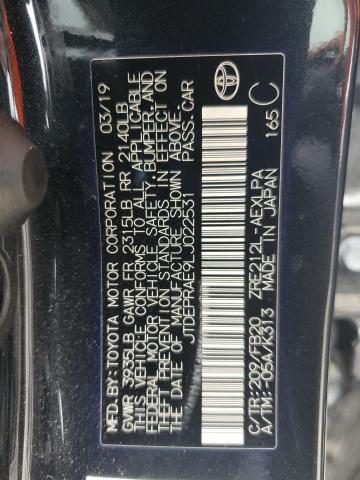 MFD.BY:TOYOTA MOTOR CORPORATION 03/19
GVWR 3935LB GAWR FR 2315LB RR 2140LB
THIS VEHICLE CONFORMS TO ALL APPLICABLE
FEDERAL MOTOR VEHICLE SAFETY,BUMPER,AND
THEFT PREVENTION STANDARDS IN EFFECT ON
THE DATE OF MANUFACTURE SHOWN ABOVE.
JTDEPRAE9LJ022531 PASS.CAR
C/TR:209/FB20 ZRE212L-AEXLPA
A/TM:-05A/K313 MADE IN JAPAN
165 C